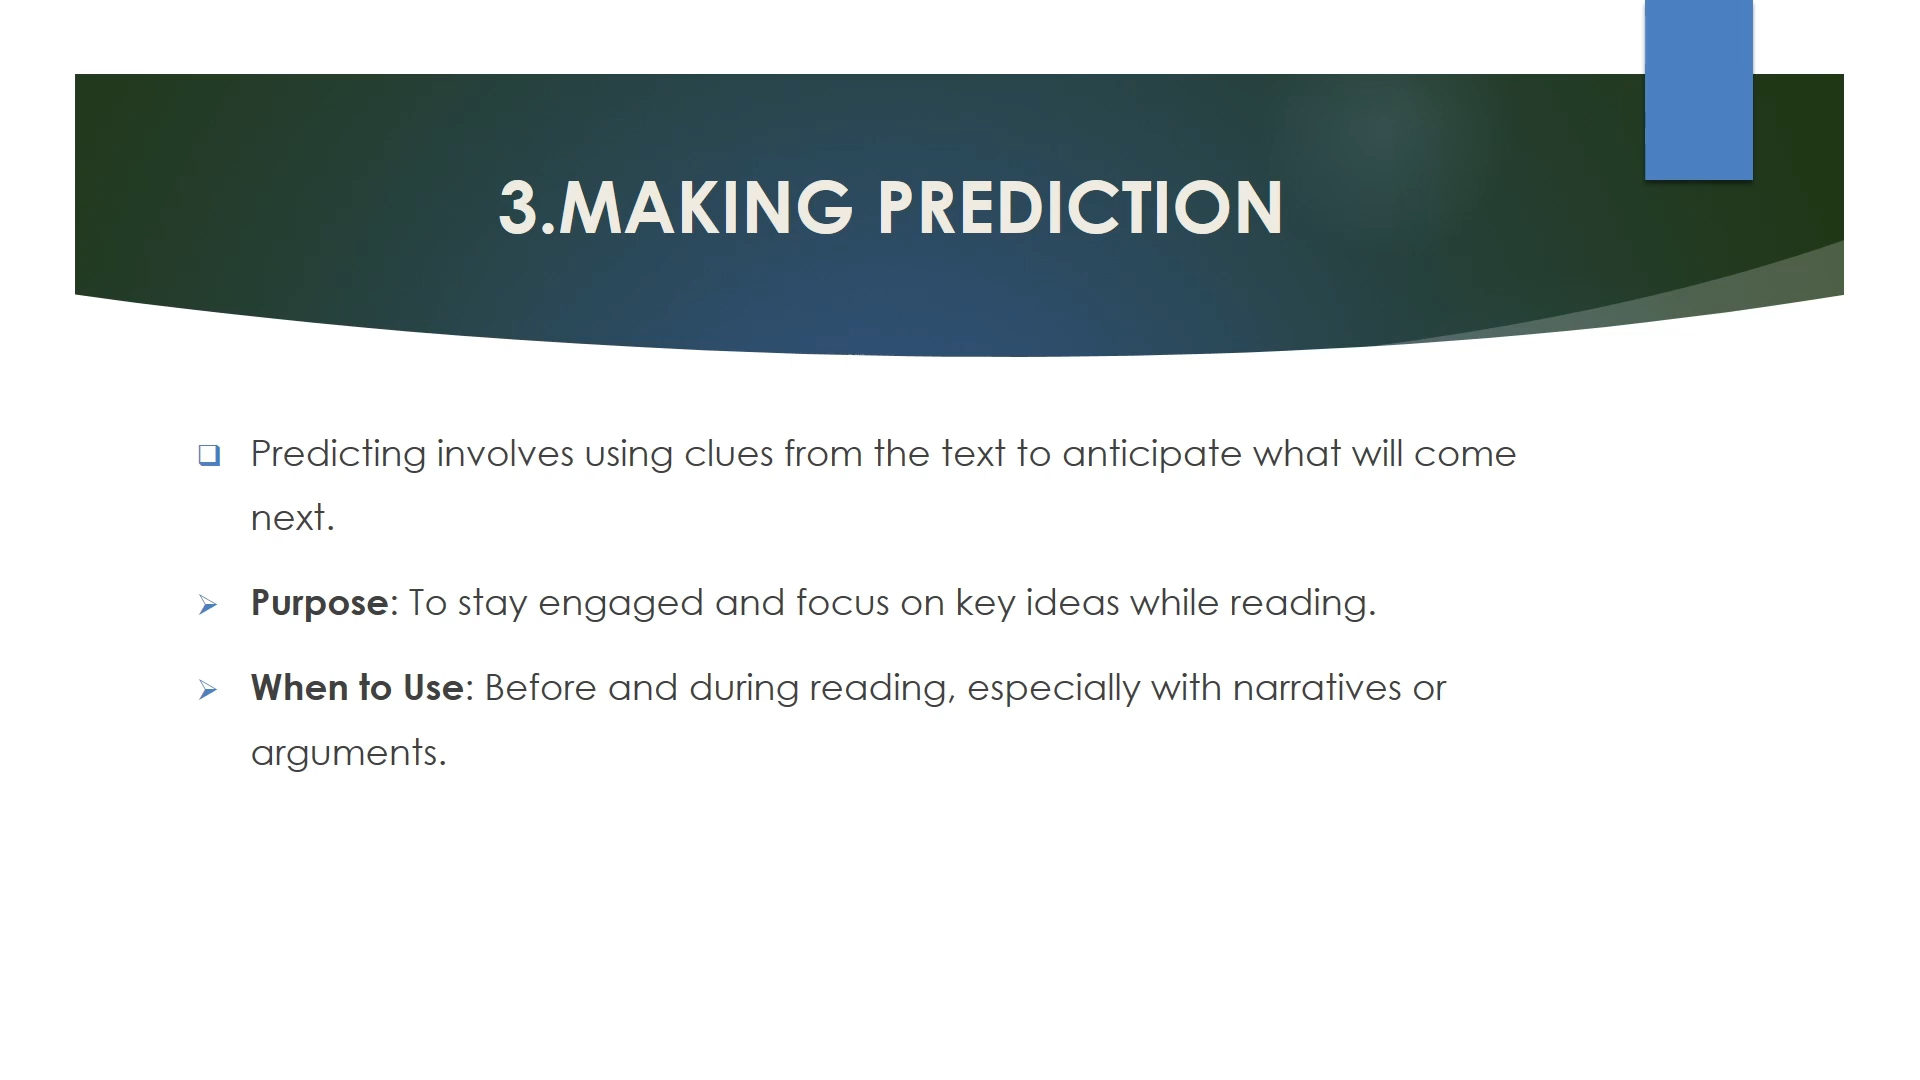 3.MAKING PREDICTION
❑ Predicting involves using clues from the text to anticipate what will come
next.
➢ Purpose: To stay engaged and focus on key ideas while reading.
➢ When to Use: Before and during reading, especially with narratives or
arguments.